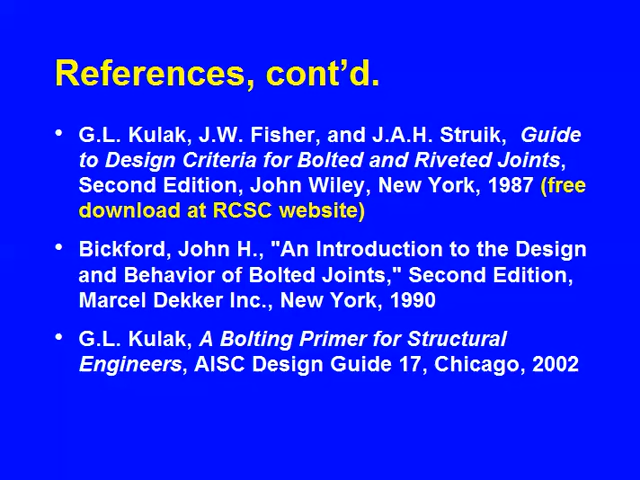 References, cont’d.
• G.L. Kulak, J.W. Fisher, and J.A.H. Struik, Guide
to Design Criteria for Bolted and Riveted Joints,
Second Edition, John Wiley, New York, 1987 (free
download at RCSC website)
• Bickford, John H., "An Introduction to the Design
and Behavior of Bolted Joints," Second Edition,
Marcel Dekker Inc., New York, 1990
• G.L. Kulak, A Bolting Primer for Structural
Engineers, AISC Design Guide 17, Chicago, 2002